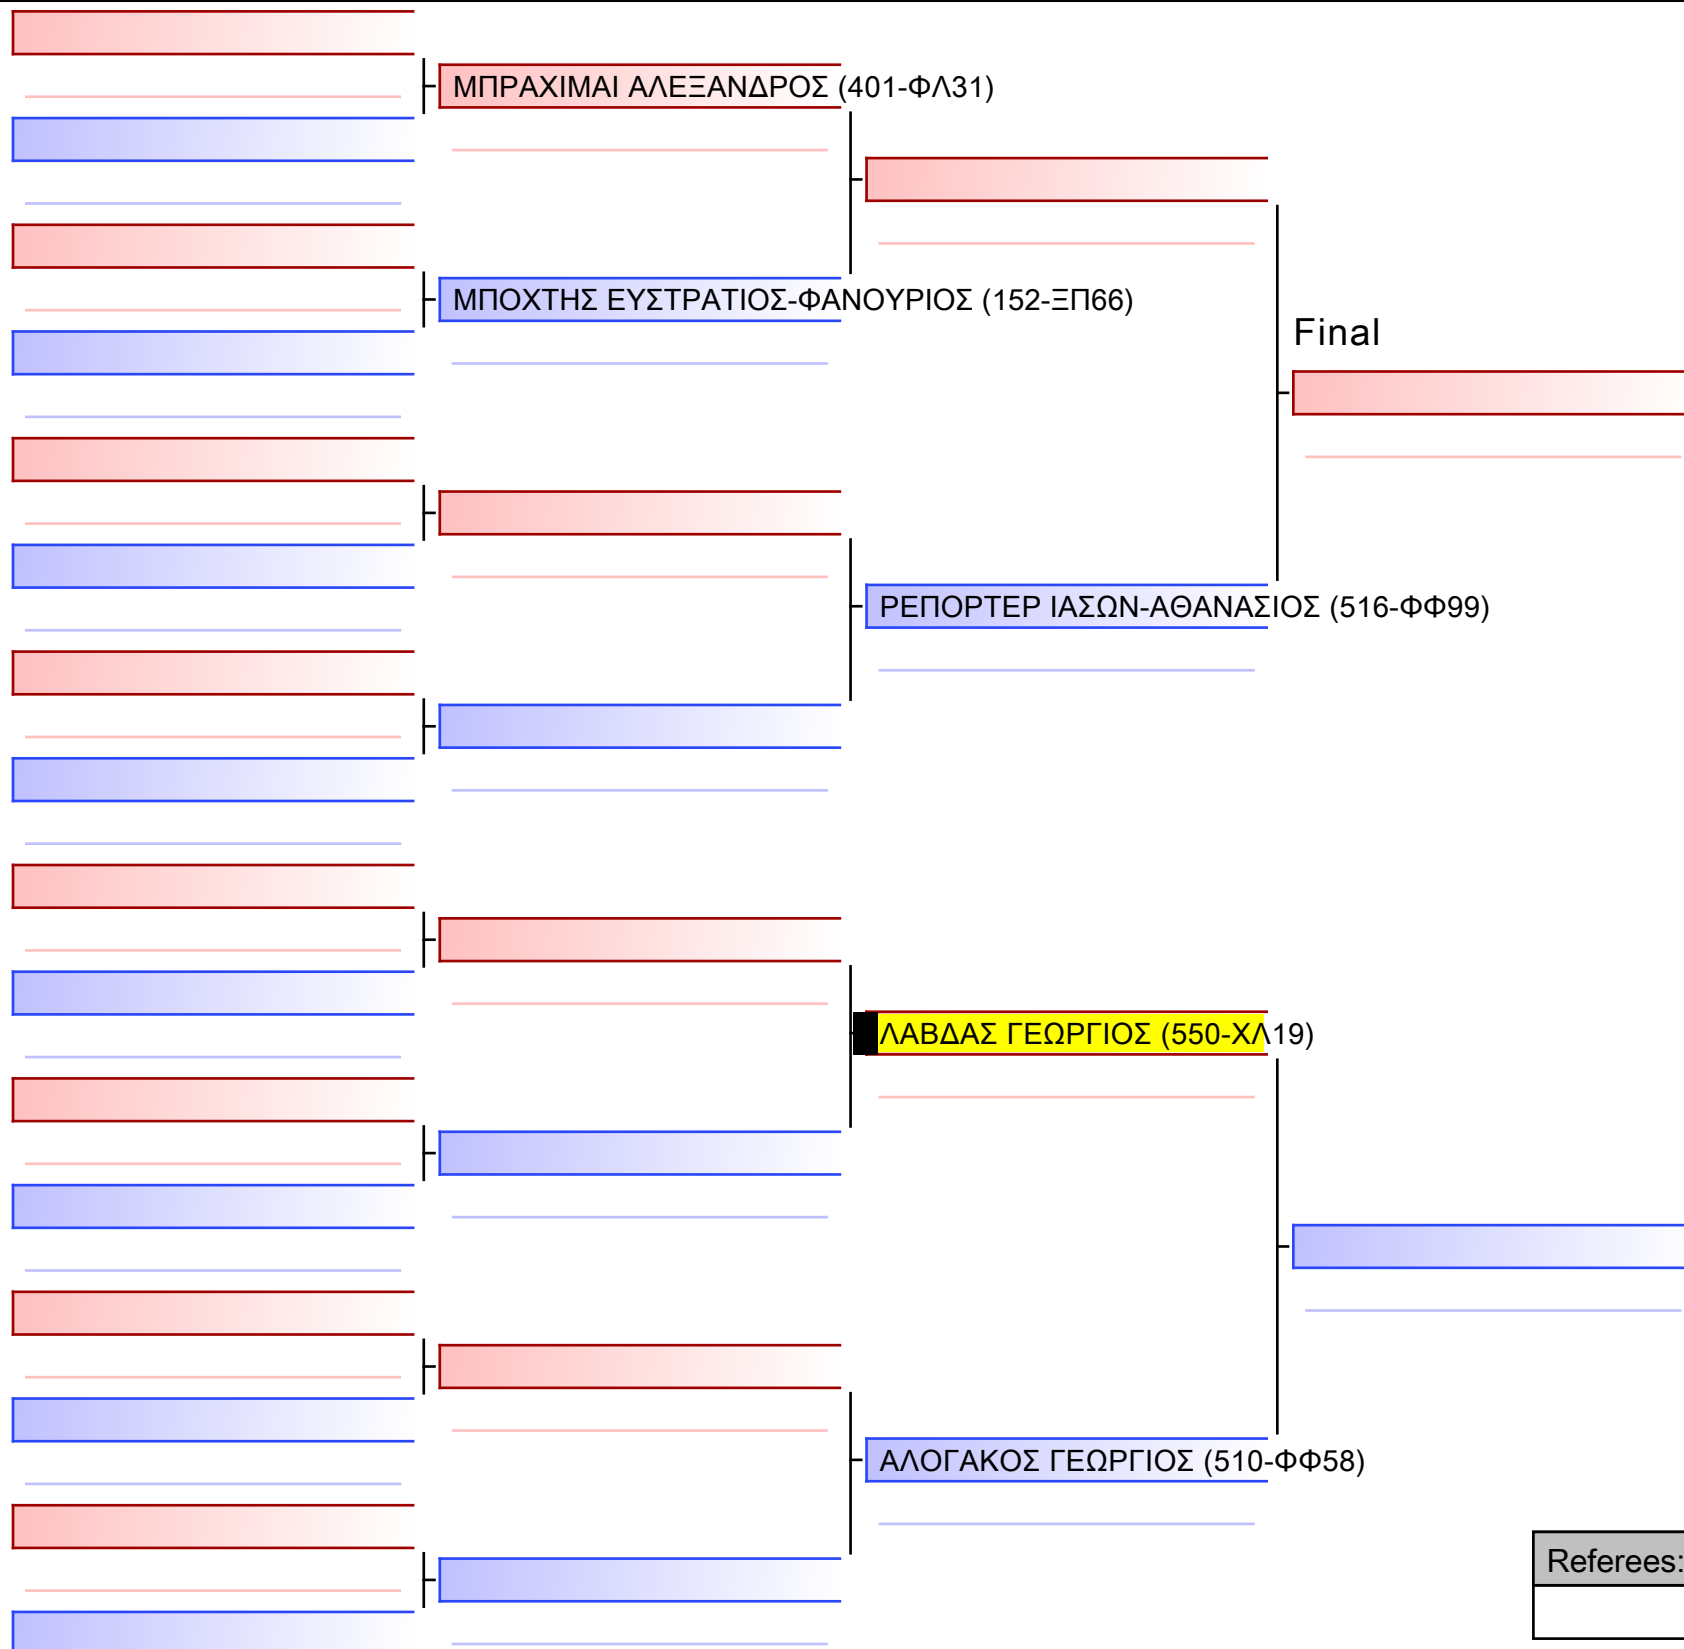 ΜΠΡΑΧΙΜΑΙ ΑΛΕΞΑΝΔΡΟΣ (401-ΦΛ31)
ΜΠΟΧΤΗΣ ΕΥΣΤΡΑΤΙΟΣ-ΦΑΝΟΥΡΙΟΣ (152-ΞΠ66)
Final
ΡΕΠΟΡΤΕΡ ΙΑΣΩΝ-ΑΘΑΝΑΣΙΟΣ (516-ΦΦ99)
ΛΑΒΔΑΣ ΓΕΩΡΓΙΟΣ (550-ΧΛ19)
ΑΛΟΓΑΚΟΣ ΓΕΩΡΓΙΟΣ (510-ΦΦ58)
Referees: